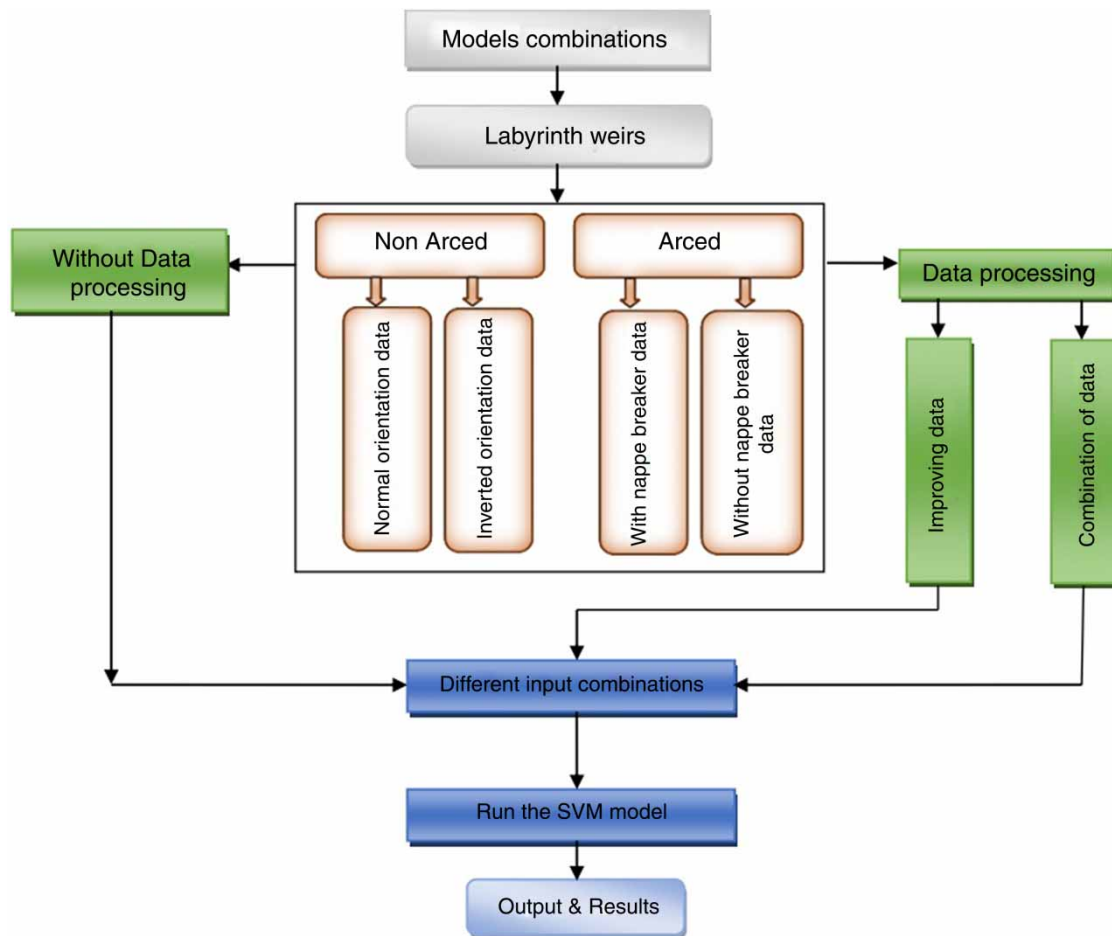 Models combinations
Labyrinth weirs
Non Arced
Arced
Without Data
processing
Data processing
Normal orientation data
Inverted orientation data
With nappe breaker data
Without nappe breaker
data
Improving data
Combination of data
Different input combinations
Run the SVM model
Output & Results